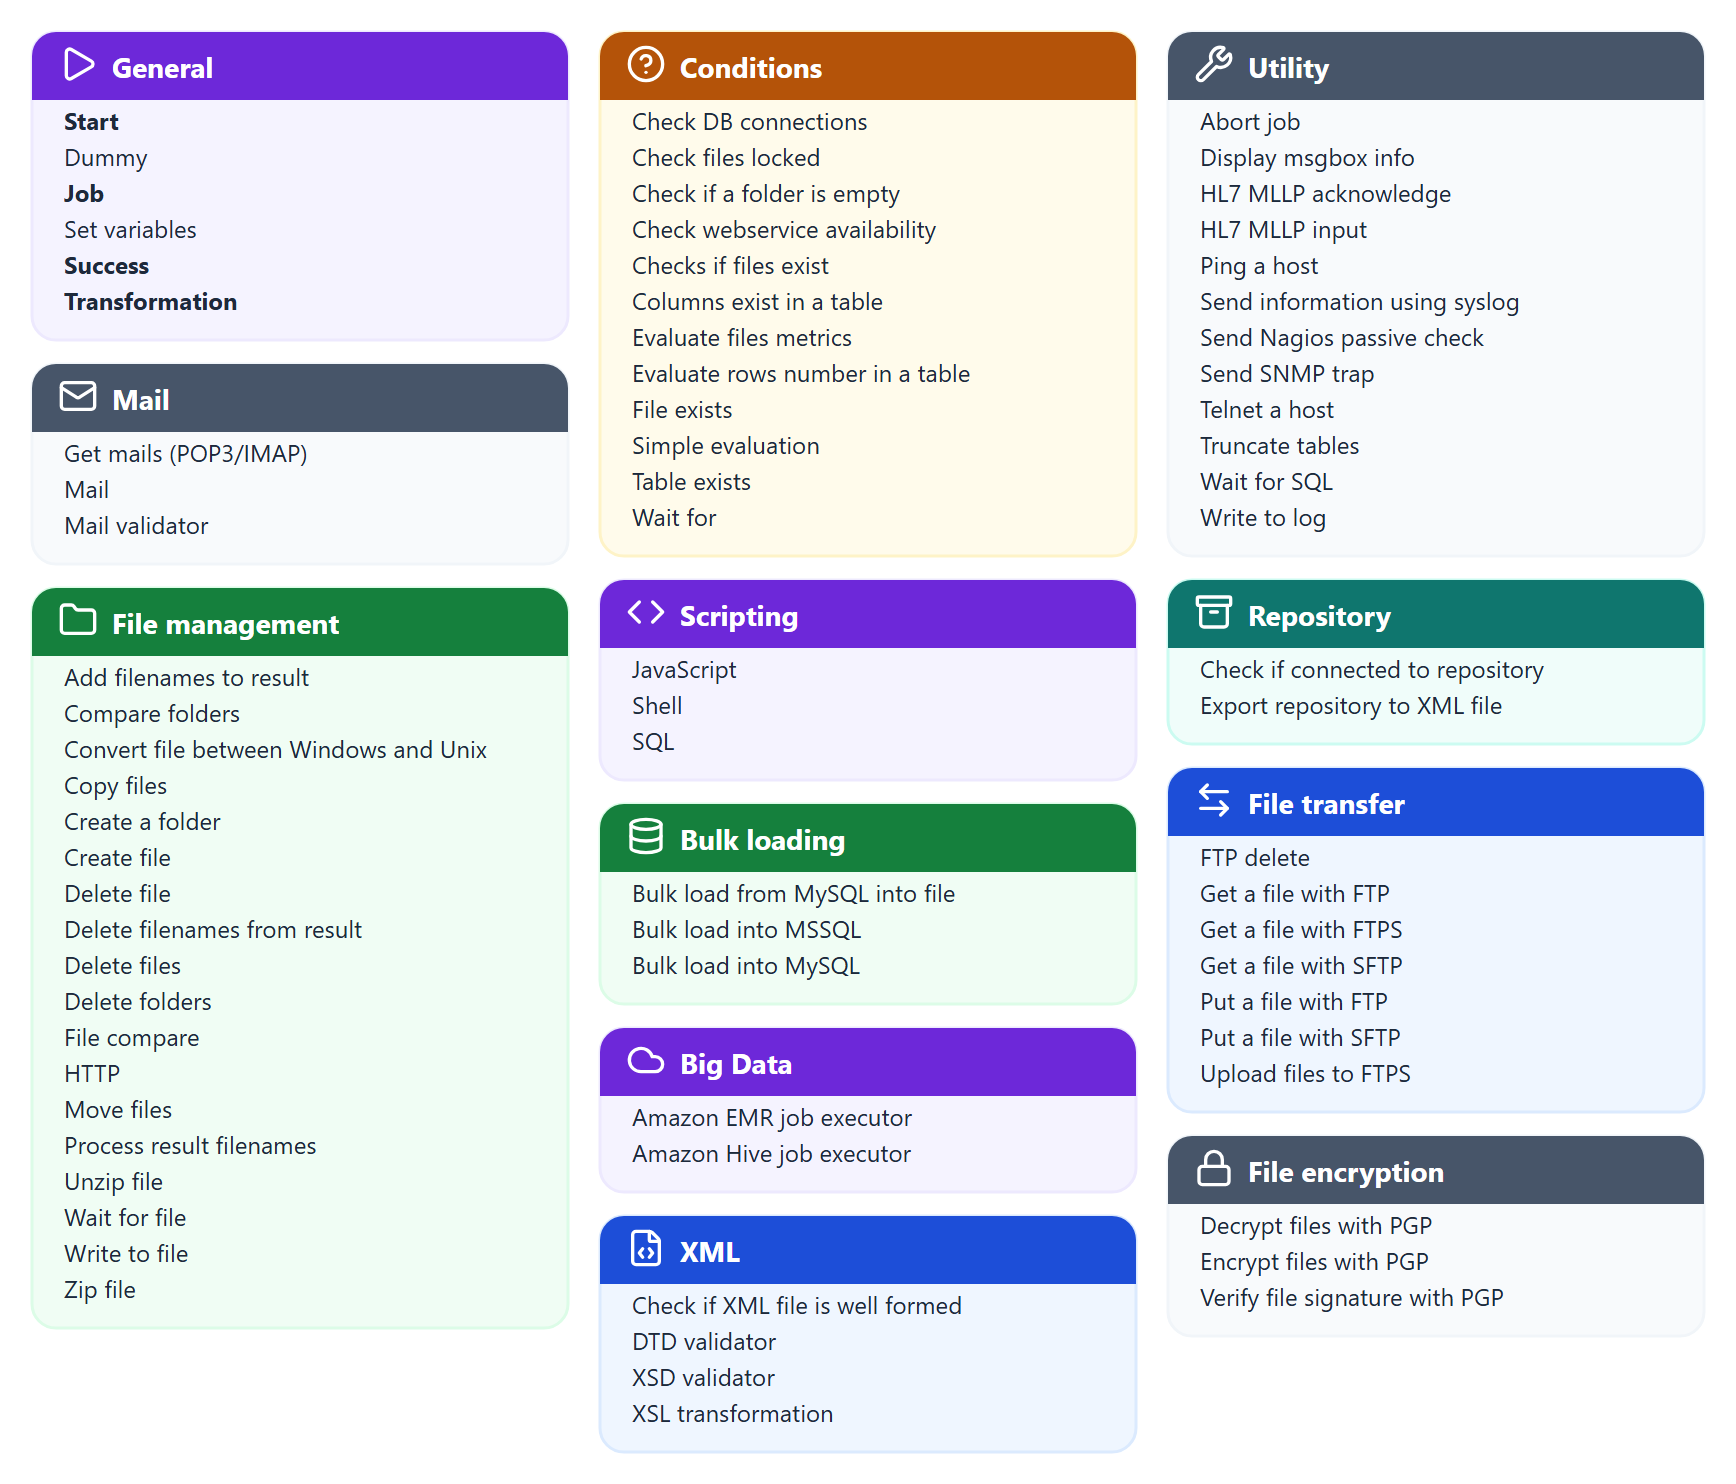 General
Start
Dummy
Job
Set variables
Success
Transformation
Mail
Get mails (POP3/IMAP)
Mail
Mail validator
File management
Add filenames to result
Compare folders
Convert file between Windows and Unix
Copy files
Create a folder
Create file
Delete file
Delete filenames from result
Delete files
Delete folders
File compare
HTTP
Move files
Process result filenames
Unzip file
Wait for file
Write to file
Zip file
Conditions
Check DB connections
Check files locked
Check if a folder is empty
Check webservice availability
Checks if files exist
Columns exist in a table
Evaluate files metrics
Evaluate rows number in a table
File exists
Simple evaluation
Table exists
Wait for
Scripting
JavaScript
Shell
SQL
Bulk loading
Bulk load from MySQL into file
Bulk load into MSSQL
Bulk load into MySQL
Big Data
Amazon EMR job executor
Amazon Hive job executor
XML
Check if XML file is well formed
DTD validator
XSD validator
XSL transformation
Utility
Abort job
Display msgbox info
HL7 MLLP acknowledge
HL7 MLLP input
Ping a host
Send information using syslog
Send Nagios passive check
Send SNMP trap
Telnet a host
Truncate tables
Wait for SQL
Write to log
Repository
Check if connected to repository
Export repository to XML file
File transfer
FTP delete
Get a file with FTP
Get a file with FTPS
Get a file with SFTP
Put a file with FTP
Put a file with SFTP
Upload files to FTPS
File encryption
Decrypt files with PGP
Encrypt files with PGP
Verify file signature with PGP